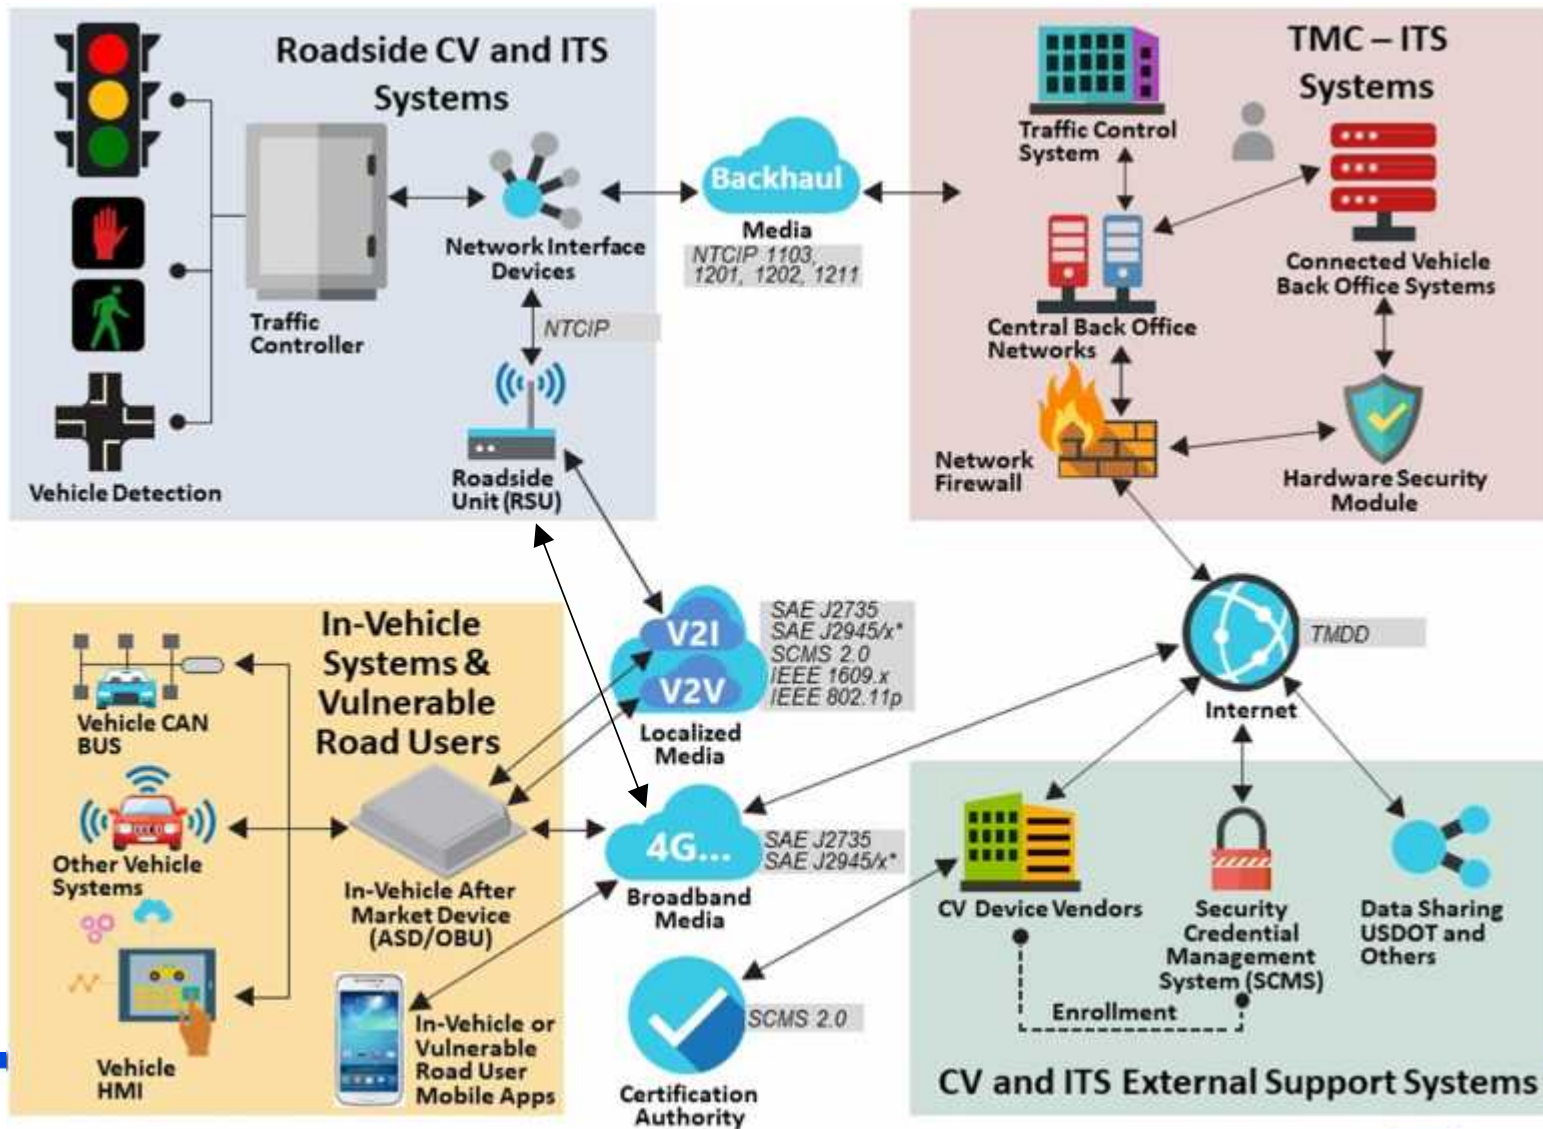 Roadside CV and ITS
Systems
Traffic
Controller
Network Interface
Devices
NTCIP
Roadside
Unit (RSU)
Vehicle Detection
Backhaul
Media
NTCIP 1103,
1201, 1202, 1211
TMC – ITS
Systems
Traffic Control
System
Connected Vehicle
Back Office Systems
Central Back Office
Networks
Network
Firewall
Hardware Security
Module
In-Vehicle
Systems &
Vulnerable
Road Users
Vehicle CAN
BUS
Other Vehicle
Systems
Vehicle
HMI
In-Vehicle After
Market Device
(ASD/OBU)
In-Vehicle or
Vulnerable
Road User
Mobile Apps
V2I
V2V
Localized
Media
SAE J2735
SAE J2945/x*
SCMS 2.0
IEEE 1609.x
IEEE 802.11p
4G...
Broadband
Media
SAE J2735
SAE J2945/x*
Certification
Authority
SCMS 2.0
Internet
TMDD
CV Device Vendors
Security
Credential
Management
System (SCMS)
Data Sharing
USDOT and
Others
Enrollment
CV and ITS External Support Systems